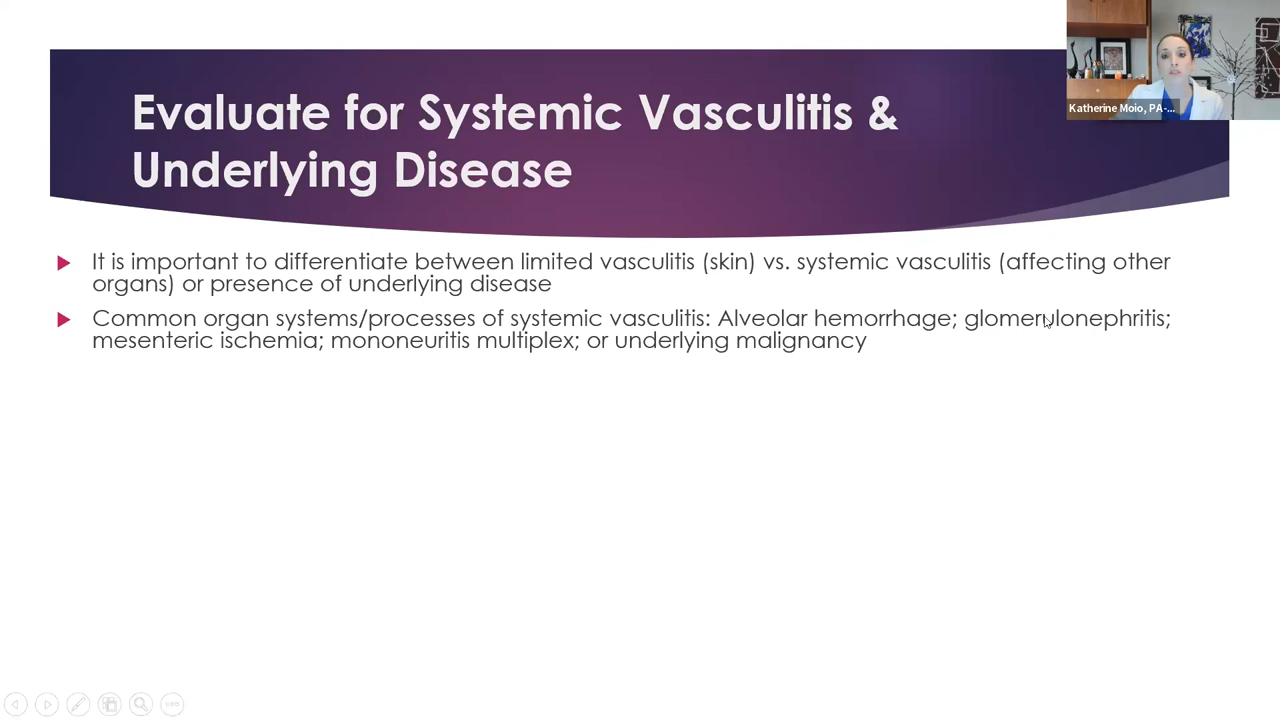 Evaluate for Systemic Vasculitis &
Underlying Disease
Katherine Moio, PA-...
It is important to differentiate between limited vasculitis (skin) vs. systemic vasculitis (affecting other
organs) or presence of underlying disease
Common organ systems/processes of systemic vasculitis: Alveolar hemorrhage; glomerulonephritis;
mesenteric ischemia; mononeuritis multiplex; or underlying malignancy